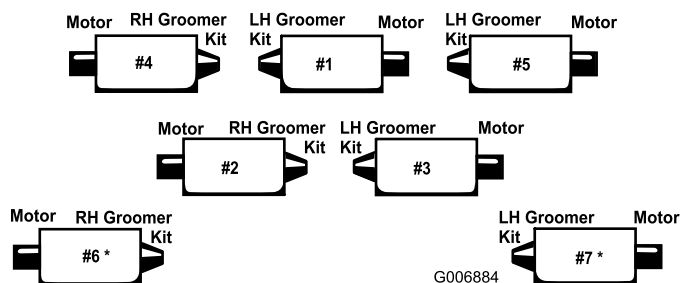 Motor RH Groomer Kit LH Groomer Kit Motor LH Groomer Kit Motor
#4 #1 #5
Motor RH Groomer Kit LH Groomer Kit Motor
#2 #3
Motor RH Groomer Kit LH Groomer Kit Motor
#6 * #7 *
G006884